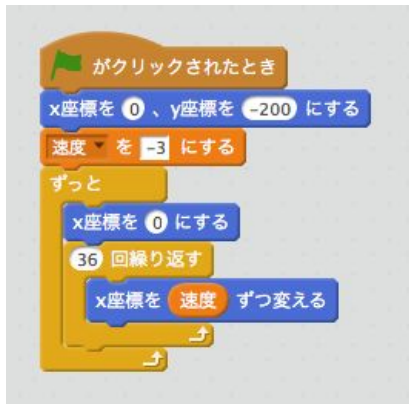 がクリックされたとき
x座標を 0 、y座標を -200 にする
速度 を -3 にする
ずっと
x座標を 0 にする
36 回繰り返す
x座標を 速度 ずつ変える